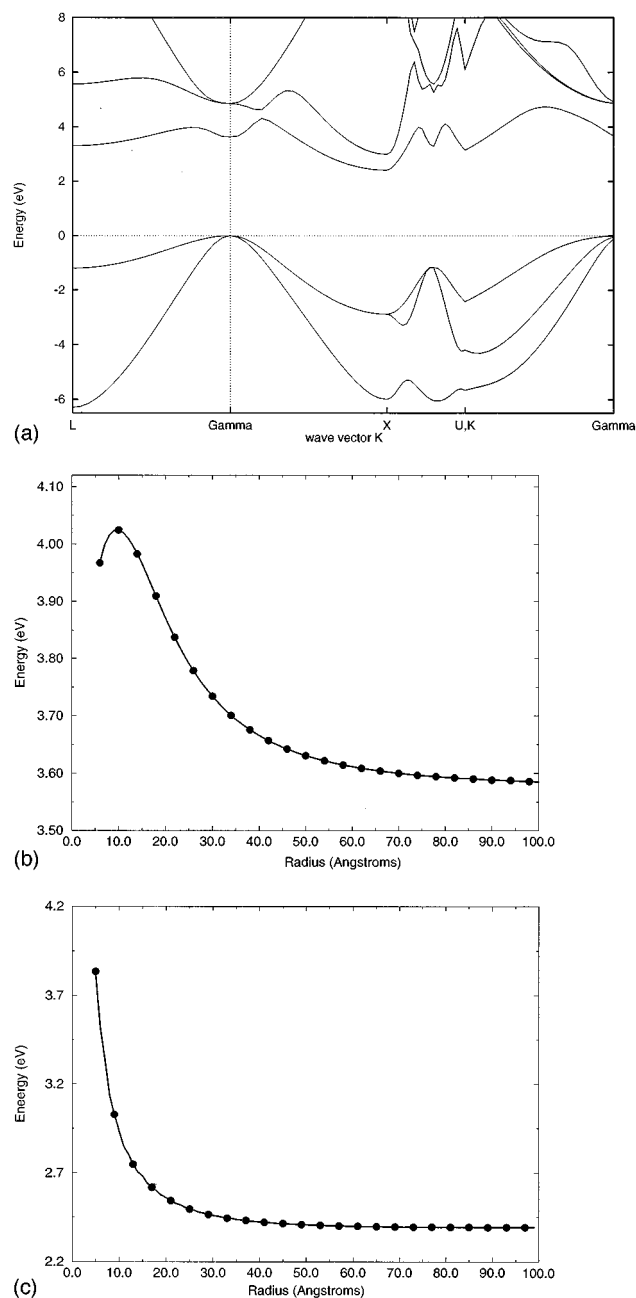 8
6
4
2
0
-2
-4
-6
Energy (eV)
L Gamma X U,K Gamma
wave vector K
(a)
4.10
4.00
3.90
3.80
3.70
3.60
3.50
Energy (eV)
0.0 10.0 20.0 30.0 40.0 50.0 60.0 70.0 80.0 90.0 100.0
Radius (Angstroms)
(b)
4.2
3.7
3.2
2.7
2.2
Eneergy (eV)
0.0 10.0 20.0 30.0 40.0 50.0 60.0 70.0 80.0 90.0 100.0
Radius (Angstroms)
(c)